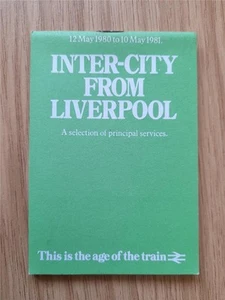 12 May 1980 to 10 May 1981.
INTER-CITY
FROM
LIVERPOOL
A selection of principal services.
This is the age of the train